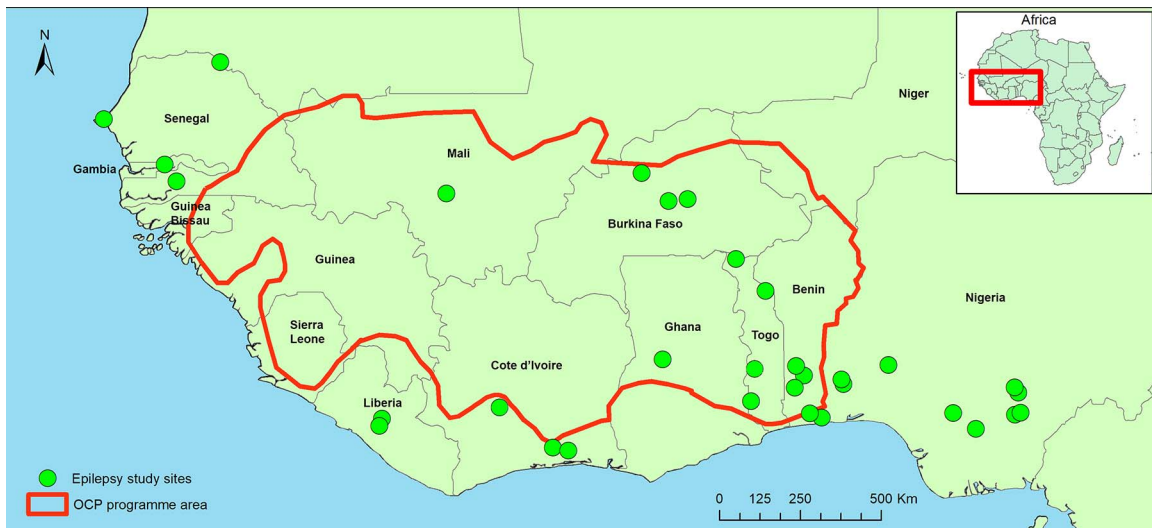 Africa
N
Niger
Senegal
Mali
Gambia
Guinea
Bissau
Burkina Faso
Guinea
Benin
Nigeria
Sierra
Leone
Ghana
Togo
Cote d'Ivoire
Liberia
Epilepsy study sites
OCP programme area
0 125 250 500 Km